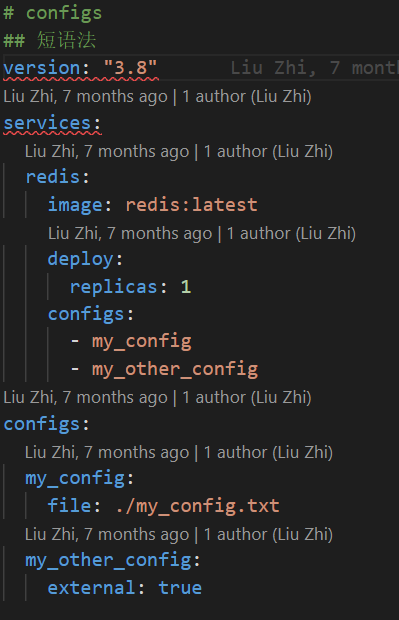 # configs
## 短语法
version: "3.8" Liu Zhi, 7 mont
Liu Zhi, 7 months ago | 1 author (Liu Zhi)
services:
Liu Zhi, 7 months ago | 1 author (Liu Zhi)
redis:
image: redis:latest
Liu Zhi, 7 months ago | 1 author (Liu Zhi)
deploy:
replicas: 1
configs:
- my_config
- my_other_config
Liu Zhi, 7 months ago | 1 author (Liu Zhi)
configs:
Liu Zhi, 7 months ago | 1 author (Liu Zhi)
my_config:
file: ./my_config.txt
Liu Zhi, 7 months ago | 1 author (Liu Zhi)
my_other_config:
external: true